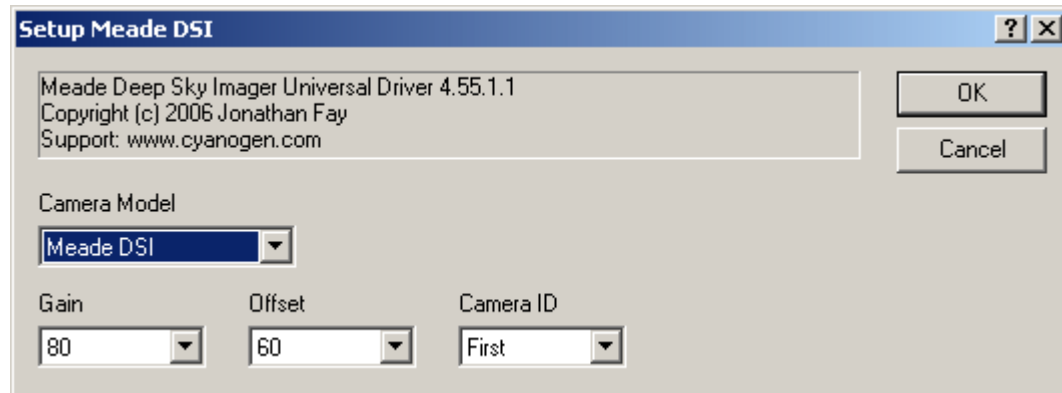 Setup Meade DSI
Meade Deep Sky Imager Universal Driver 4.55.1.1
Copyright (c) 2006 Jonathan Fay
Support: www.cyanogen.com
OK
Cancel
Camera Model
Meade DSI
Gain Offset Camera ID
80 60 First